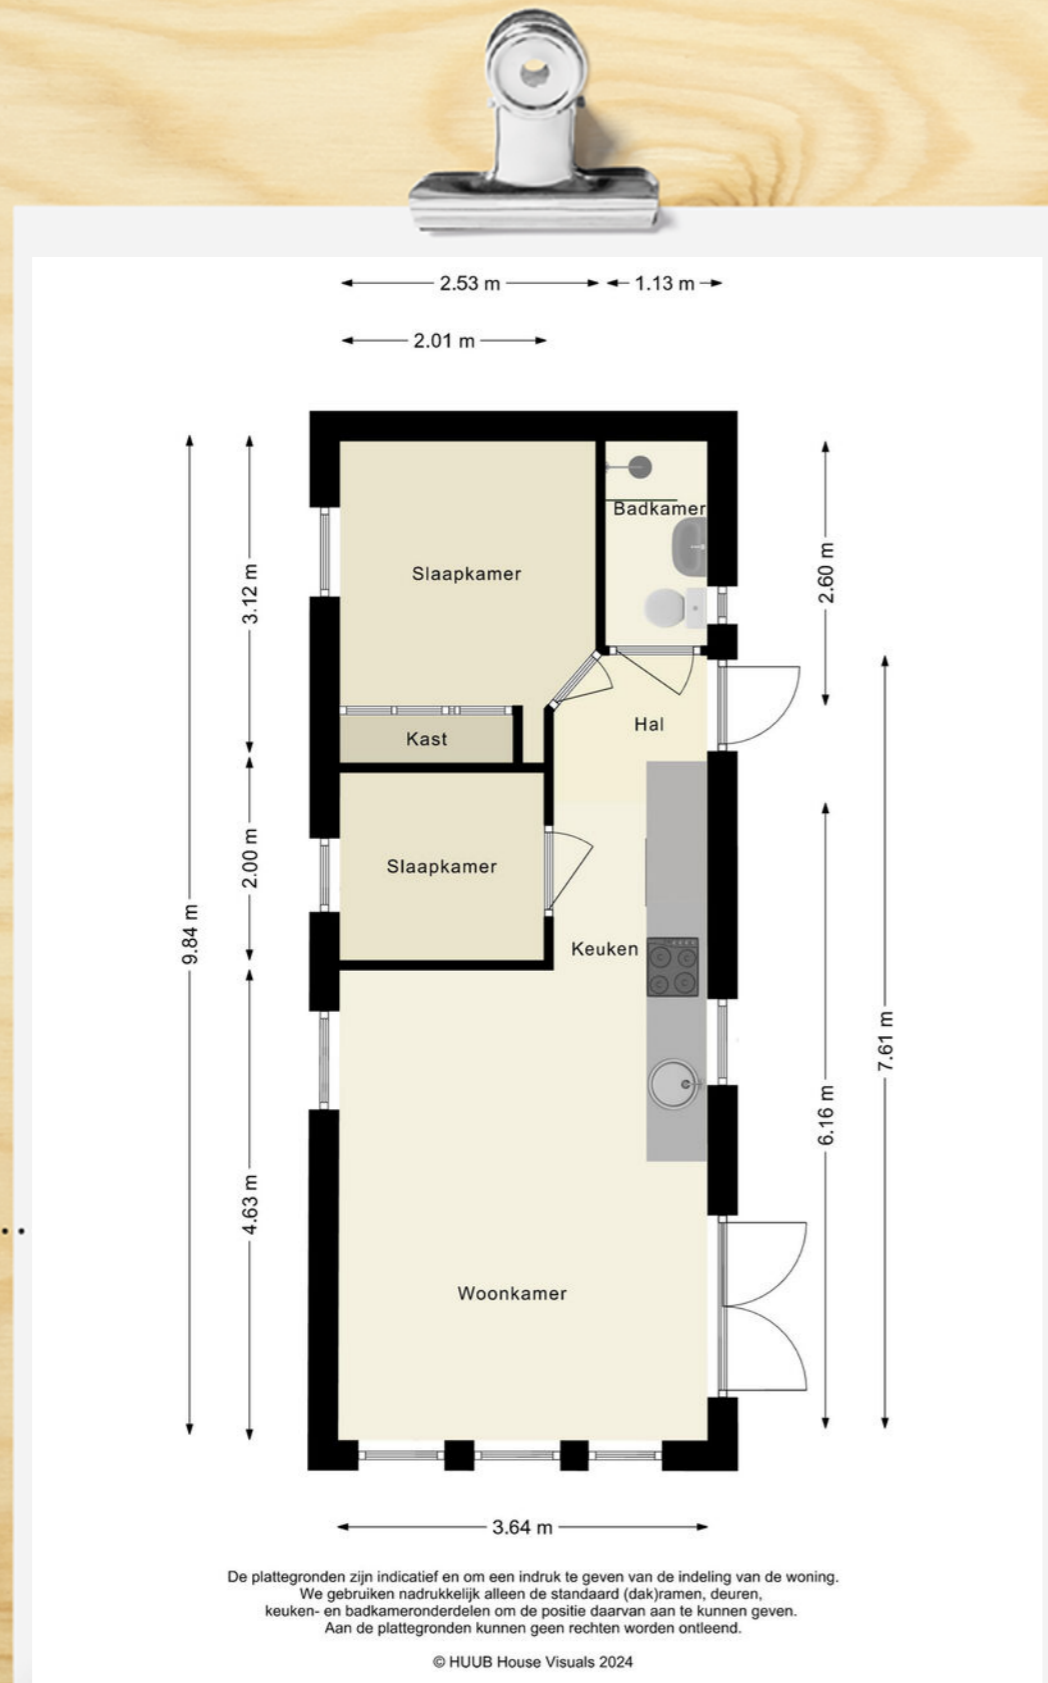 2.53 m
1.13 m
2.01 m
Badkamer
Slaapkamer
2.60 m
3.12 m
Hal
Kast
Slaapkamer
2.00 m
9.84 m
Keuken
7.61 m
6.16 m
4.63 m
Woonkamer
3.64 m
De plattegronden zijn indicatief en om een indruk te geven van de indeling van de woning.
We gebruiken nadrukkelijk alleen de standaard (dak)ramen, deuren,
keuken- en badkameronderdelen om de positie daarvan aan te kunnen geven.
Aan de plattegronden kunnen geen rechten worden ontleend.
© HUUB House Visuals 2024